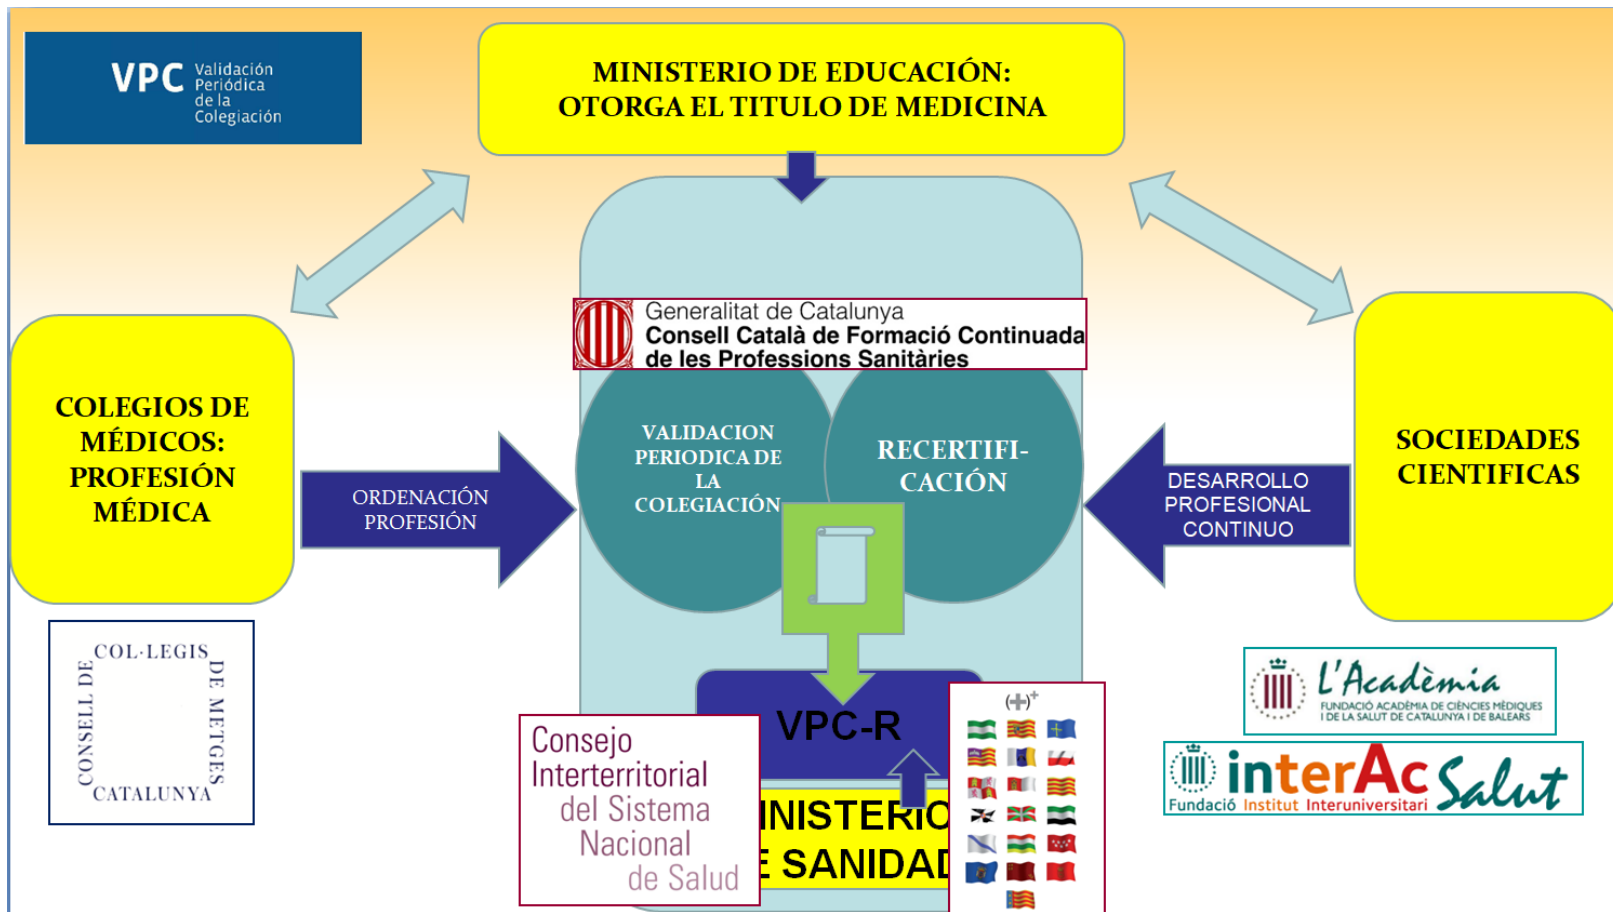 VPC Validación
Periódica
de la
Colegiación
MINISTERIO DE EDUCACIÓN:
OTORGA EL TITULO DE MEDICINA
Generalitat de Catalunya
Consell Català de Formació Continuada
de les Professions Sanitàries
COLEGIOS DE
MÉDICOS:
PROFESIÓN
MÉDICA
ORDENACIÓN
PROFESIÓN
VALIDACION
PERIODICA DE
LA
COLEGIACIÓN
RECERTIFI-
CACIÓN
DESARROLLO
PROFESIONAL
CONTINUO
SOCIEDADES
CIENTIFICAS
CONSELL DE
COL·LEGIS
DE METGES
CATALUNYA
VPC-R
Consejo
Interterritorial
del Sistema
Nacional
de Salud
INISTERIO
E SANIDAD
L'Acadèmia
FUNDACIÓ ACADÈMIA DE CIÈNCIES MÈDIQUES
I DE LA SALUT DE CATALUNYA I DE BALEARS
interAc Salut
Fundació Institut Interuniversitari